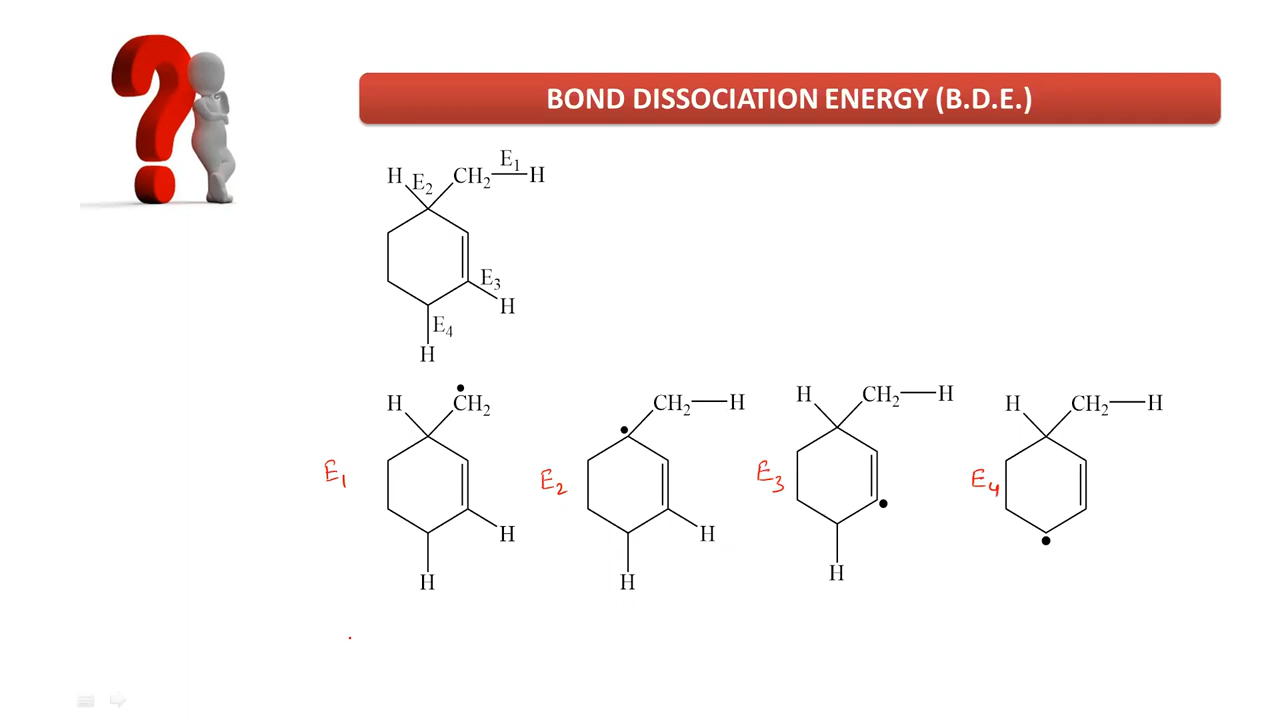 BOND DISSOCIATION ENERGY (B.D.E.)
H E₂ CH₂ E₁ H
E₃
H
E₄
H
E₁ H CH₂ H H
E₂ CH₂ H H H
E₃ H CH₂ H H
E₄ H CH₂ H